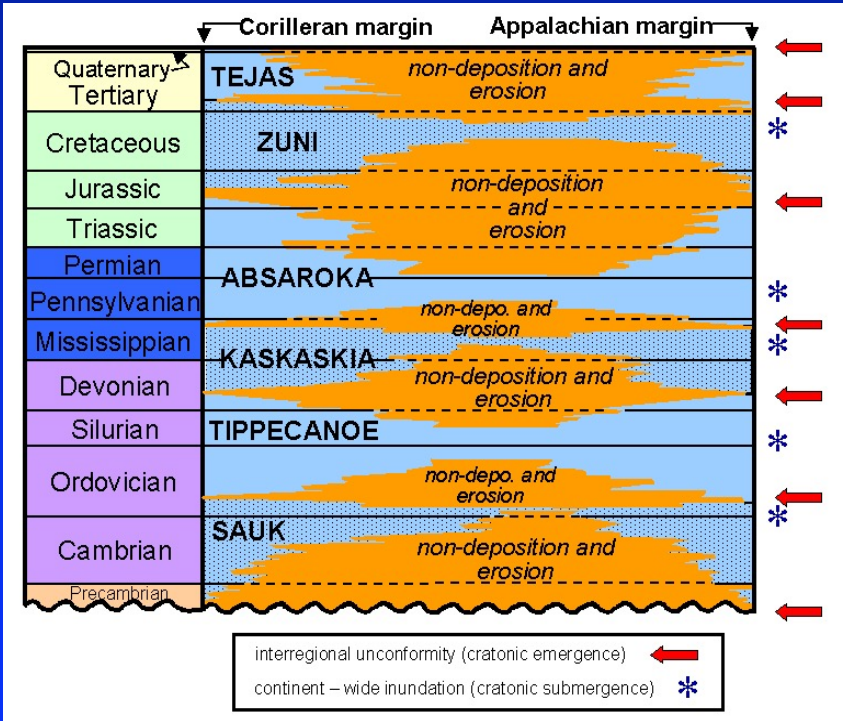 Corilleran margin
Appalachian margin
Quaternary
Tertiary
TEJAS
non-deposition and
erosion
Cretaceous
ZUNI
*
Jurassic
non-deposition
and
erosion
Triassic
Permian
ABSAROKA
Pennsylvanian
*
non-depo. and
erosion
Mississippian
*
KASKASKIA
Devonian
non-deposition and
erosion
Silurian
TIPPECANOE
*
Ordovician
non-depo. and
erosion
*
SAUK
Cambrian
non-deposition and
erosion
Precambrian
interregional unconformity (cratonic emergence)
continent – wide inundation (cratonic submergence) *